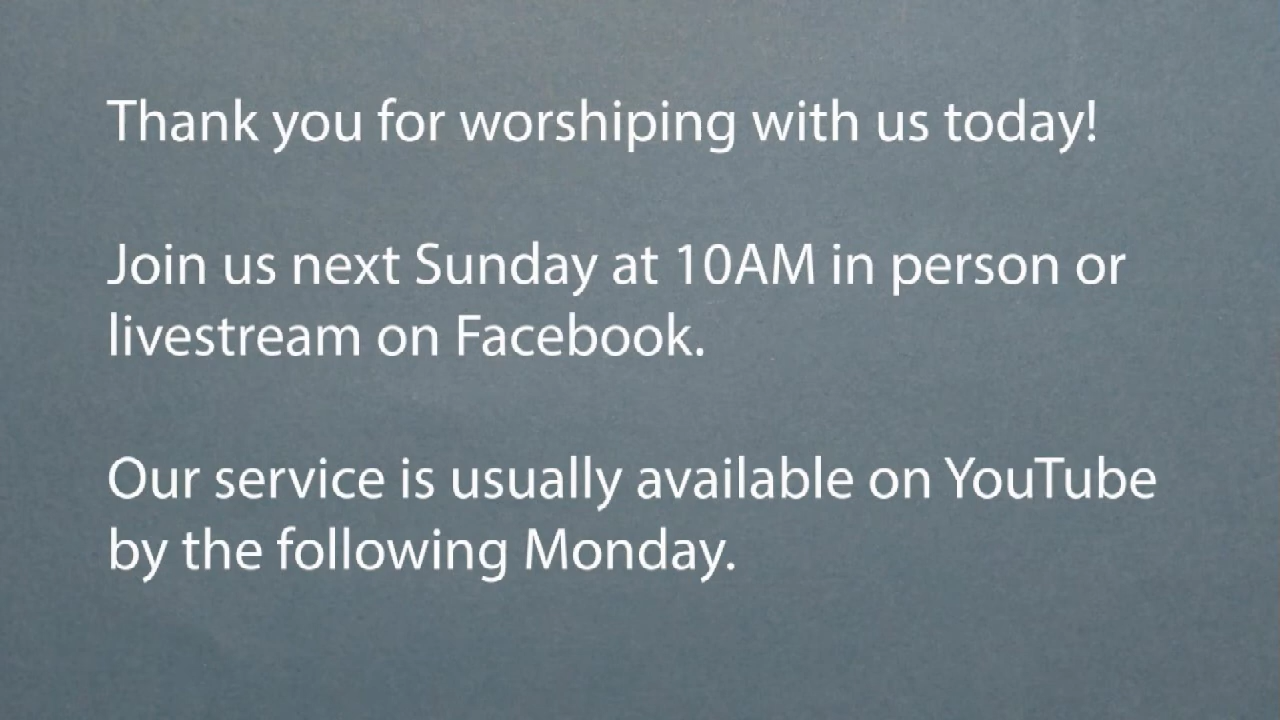 Thank you for worshiping with us today!
Join us next Sunday at 10AM in person or
livestream on Facebook.
Our service is usually available on YouTube
by the following Monday.